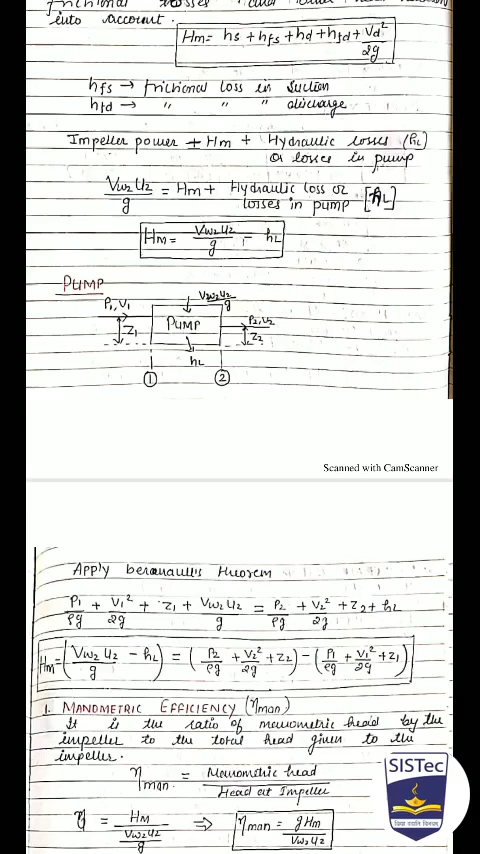 into account.
Hm = hs + hfs + hd + hfd + Vd²/2g
hfs → frictional loss in suction
hfd → " " " discharge
Impeller power = Hm + Hydraulic losses (hL)
or losses in pump
Vw2 U2/g = Hm + Hydraulic loss or
losses in pump [hL]
Hm = Vw2 U2/g - hL
PUMP
P1, V1
Vw2 U2/g
Z1
PUMP
P2, V2
Z2
hL
1 2
Scanned with CamScanner
Apply beranaull's theorem
P1/ρg + V1²/2g + Z1 + Vw2 U2/g = P2/ρg + V2²/2g + Z2 + hL
Hm = (Vw2 U2/g - hL) = (P2/ρg + V2²/2g + Z2) - (P1/ρg + V1²/2g + Z1)
1. MANOMETRIC EFFICIENCY (ηman)
It is the ratio of manometric head by the
impeller to the total head given to the
impeller.
ηman = Manometric head/Head at Impeller
η = Hm/(Vw2 U2/g) ⇒ ηman = gHm/Vw2 U2
SISTec